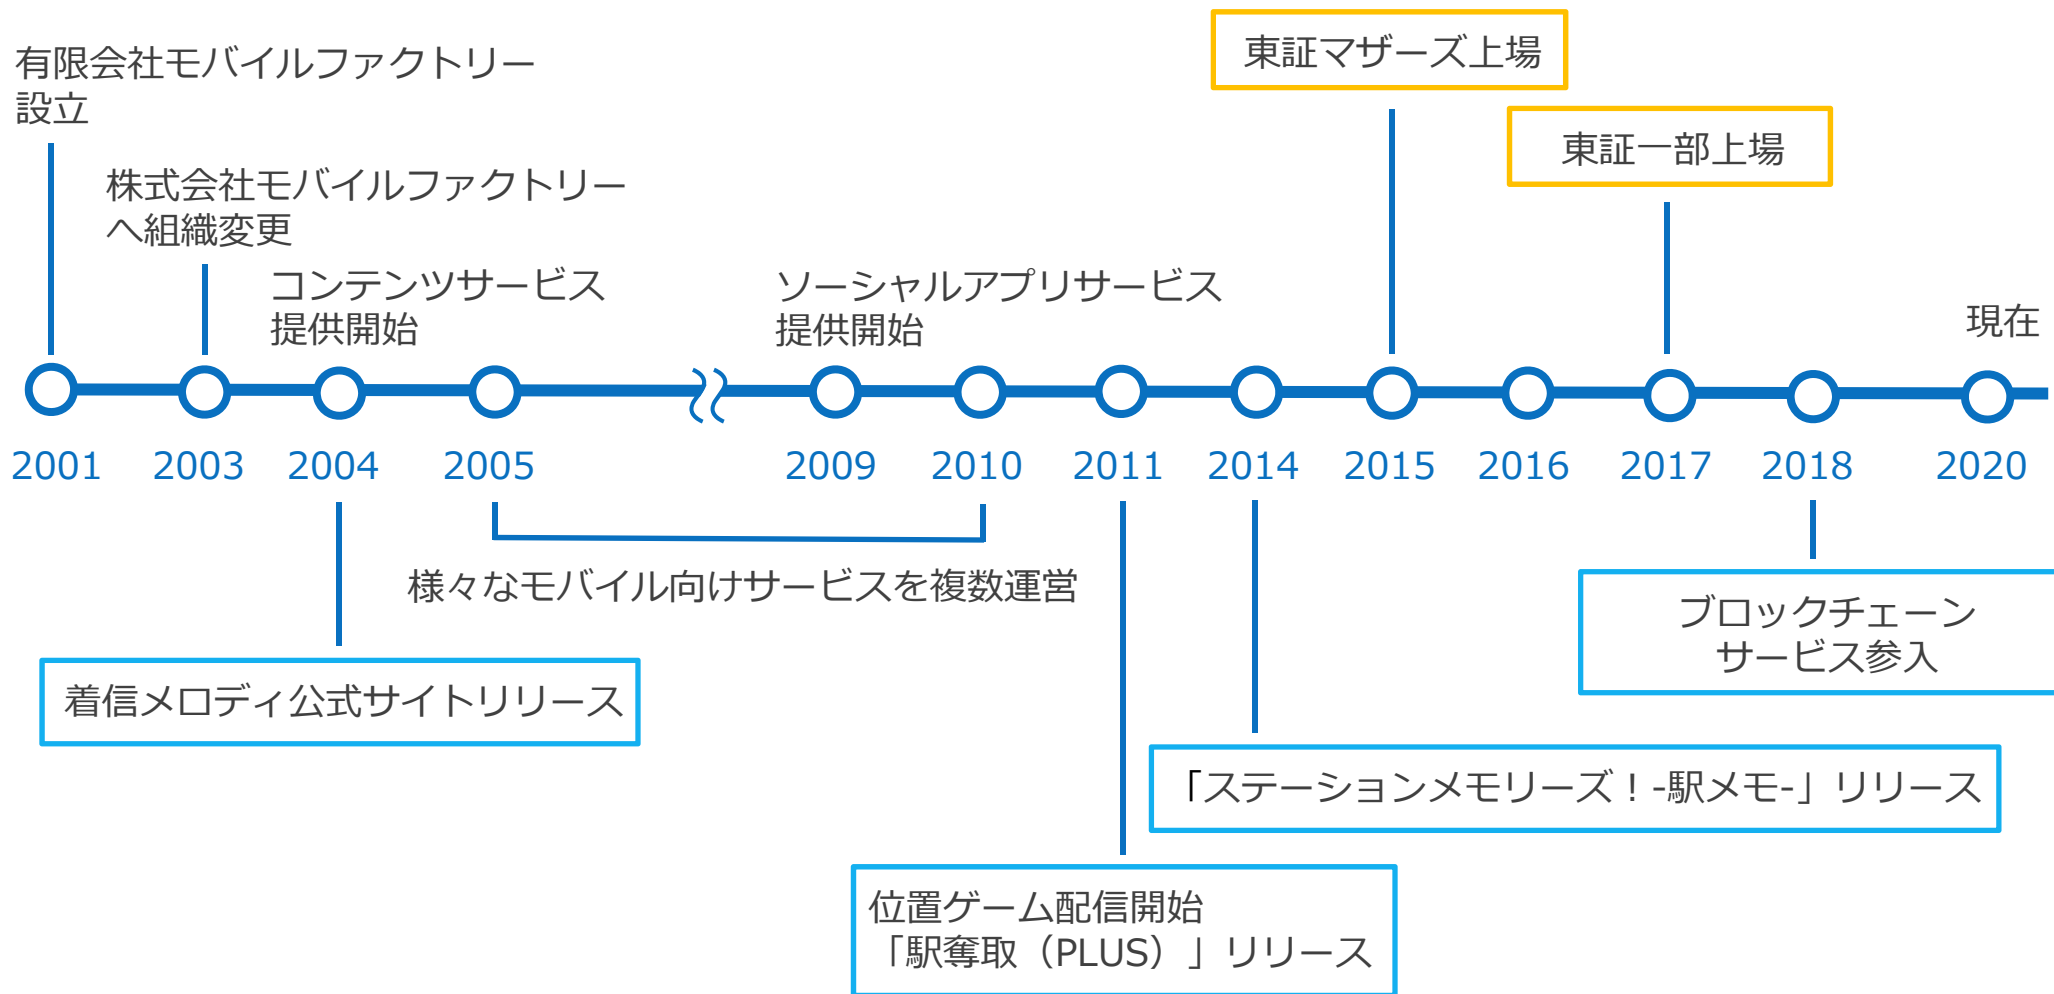 東証マザーズ上場
有限会社モバイルファクトリー
設立
東証一部上場
株式会社モバイルファクトリー
へ組織変更
コンテンツサービス
提供開始
ソーシャルアプリサービス
提供開始
現在
2001 2003 2004 2005 2009 2010 2011 2014 2015 2016 2017 2018 2020
様々なモバイル向けサービスを複数運営
ブロックチェーン
サービス参入
着信メロディ公式サイトリリース
「ステーションメモリーズ！-駅メモ-」リリース
位置ゲーム配信開始
「駅奪取（PLUS）」リリース